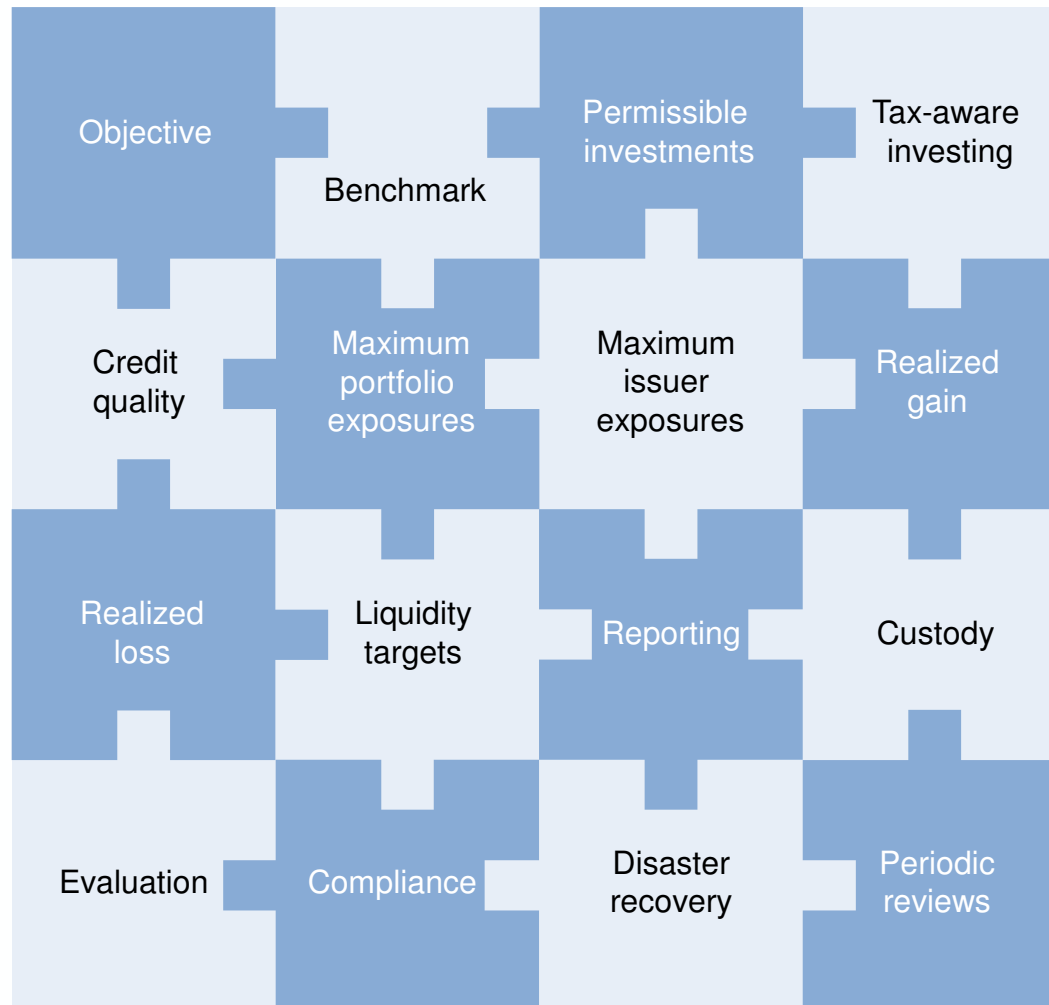 Objective
Benchmark
Permissible
investments
Tax-aware
investing
Credit
quality
Maximum
portfolio
exposures
Maximum
issuer
exposures
Realized
gain
Realized
loss
Liquidity
targets
Reporting
Custody
Evaluation
Compliance
Disaster
recovery
Periodic
reviews